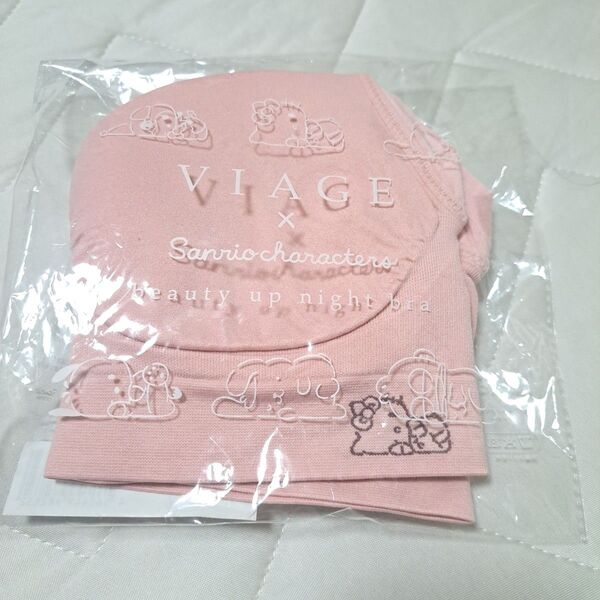 VIAGE
×
Sanrio characters
beauty up night bra